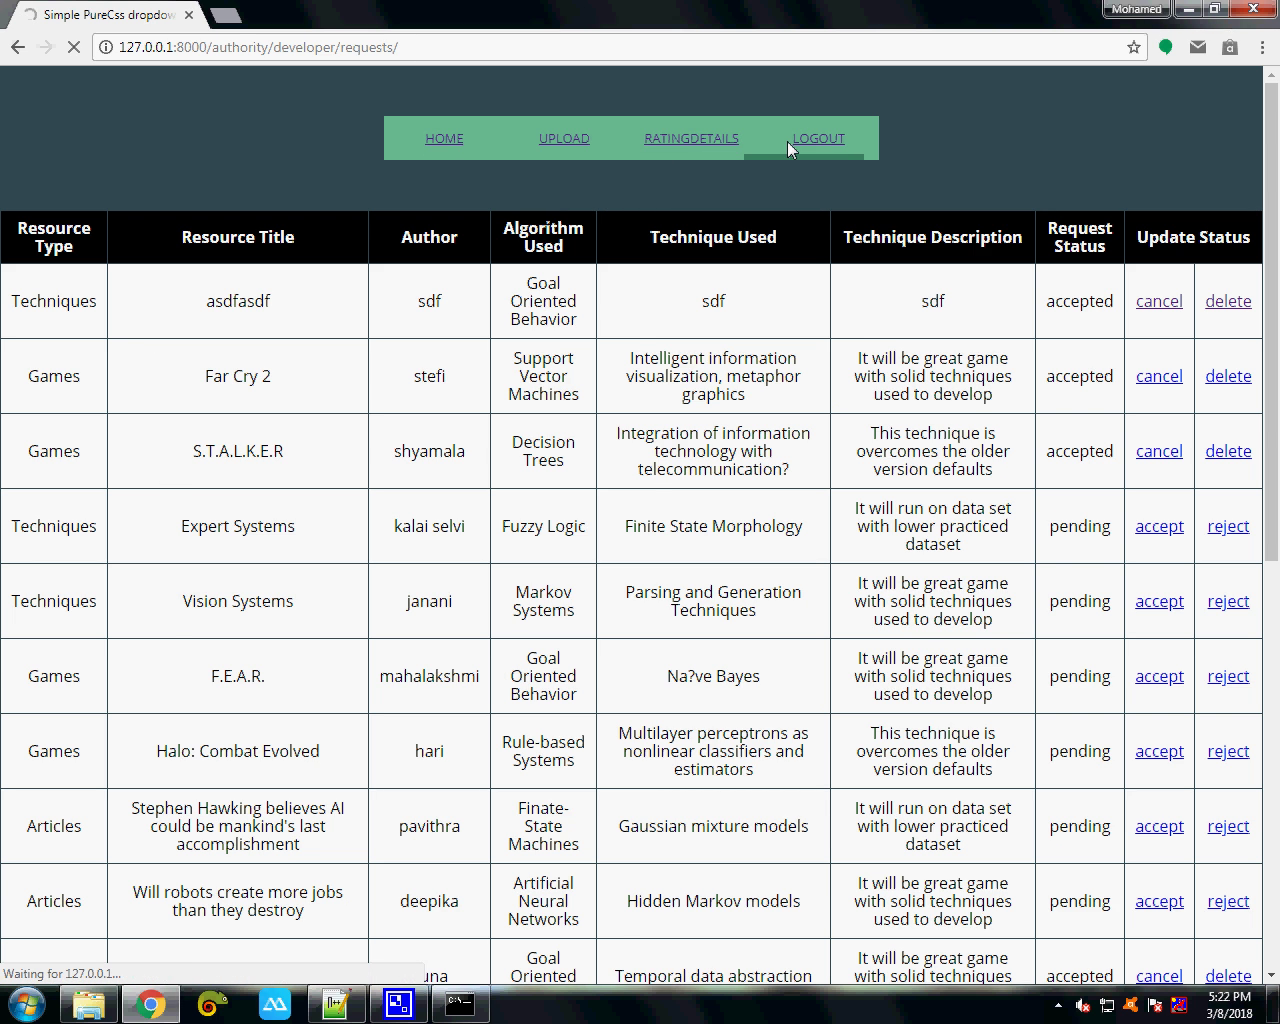 Simple PureCss dropdow
Mohamed
127.0.0.1:8000/authority/developer/requests/
HOME UPLOAD RATINGDETAILS LOGOUT
Resource Type Resource Title Author Algorithm Used Technique Used Technique Description Request Status Update Status
Techniques asdfasdf sdf Goal Oriented Behavior sdf sdf accepted cancel delete
Games Far Cry 2 stefi Support Vector Machines Intelligent information visualization, metaphor graphics It will be great game with solid techniques used to develop accepted cancel delete
Games S.T.A.L.K.E.R shyamala Decision Trees Integration of information technology with telecommunication? This technique is overcomes the older version defaults accepted cancel delete
Techniques Expert Systems kalai selvi Fuzzy Logic Finite State Morphology It will run on data set with lower practiced dataset pending accept reject
Techniques Vision Systems janani Markov Systems Parsing and Generation Techniques It will be great game with solid techniques used to develop pending accept reject
Games F.E.A.R. mahalakshmi Goal Oriented Behavior Na?ve Bayes It will be great game with solid techniques used to develop pending accept reject
Games Halo: Combat Evolved hari Rule-based Systems Multilayer perceptrons as nonlinear classifiers and estimators This technique is overcomes the older version defaults pending accept reject
Articles Stephen Hawking believes AI could be mankind's last accomplishment pavithra Finate-State Machines Gaussian mixture models It will run on data set with lower practiced dataset pending accept reject
Articles Will robots create more jobs than they destroy deepika Artificial Neural Networks Hidden Markov models It will be great game with solid techniques used to develop pending accept reject
una Goal Oriented Temporal data abstraction It will be great game with solid techniques accepted cancel delete
Waiting for 127.0.0.1...
5:22 PM
3/8/2018